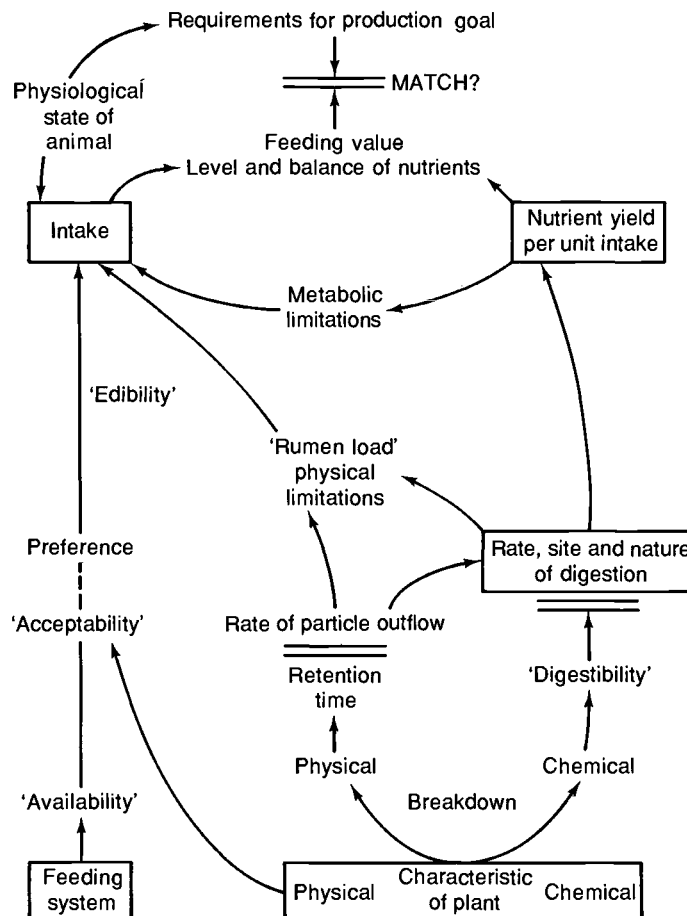 Requirements for production goal
MATCH?
Physiological
state of
animal
Feeding value
Level and balance of nutrients
Intake
Nutrient yield
per unit intake
Metabolic
limitations
'Edibility'
'Rumen load'
physical
limitations
Preference
Rate, site and nature
of digestion
'Acceptability'
Rate of particle outflow
Retention
time
'Digestibility'
Physical
Chemical
'Availability'
Breakdown
Feeding
system
Physical
Characteristic
of plant
Chemical